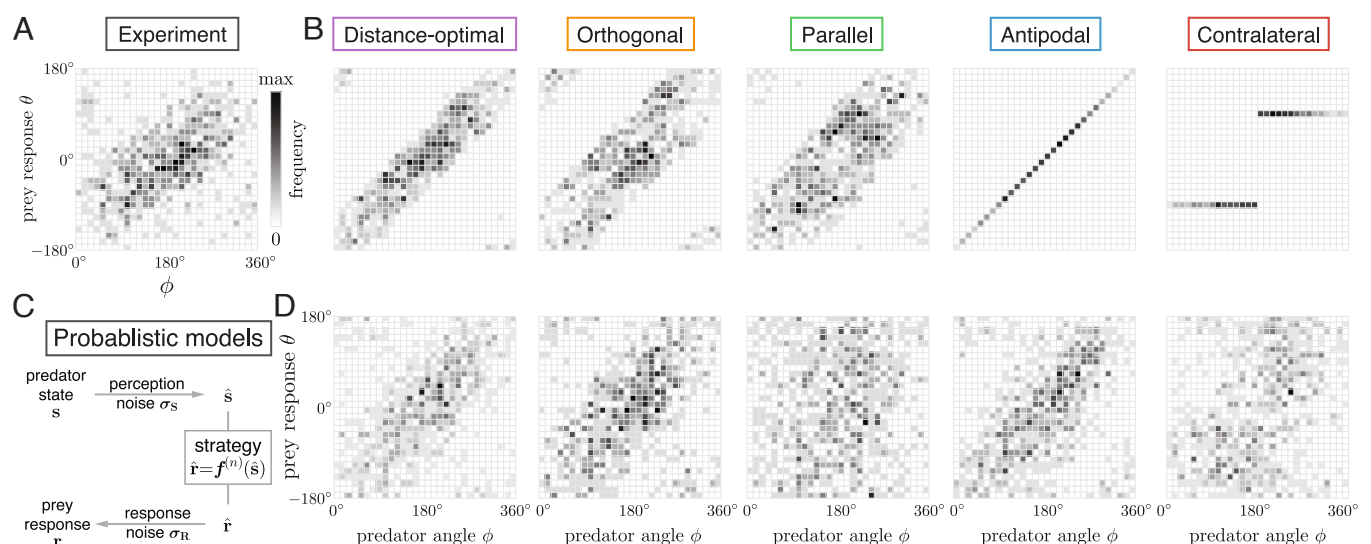 A
Experiment
B
Distance-optimal
Orthogonal
Parallel
Antipodal
Contralateral
180°
0°
−180°
prey response θ
max
frequency
0
0°
180°
360°
ϕ
C
Probablistic models
predator
state
s
perception
noise σS
ŝ
strategy
r̂=f(n)(ŝ)
prey
response
r
response
noise σR
r̂
D
180°
0°
−180°
prey response θ
0°
180°
360°
predator angle ϕ
0°
180°
360°
predator angle ϕ
0°
180°
360°
predator angle ϕ
0°
180°
360°
predator angle ϕ
0°
180°
360°
predator angle ϕ